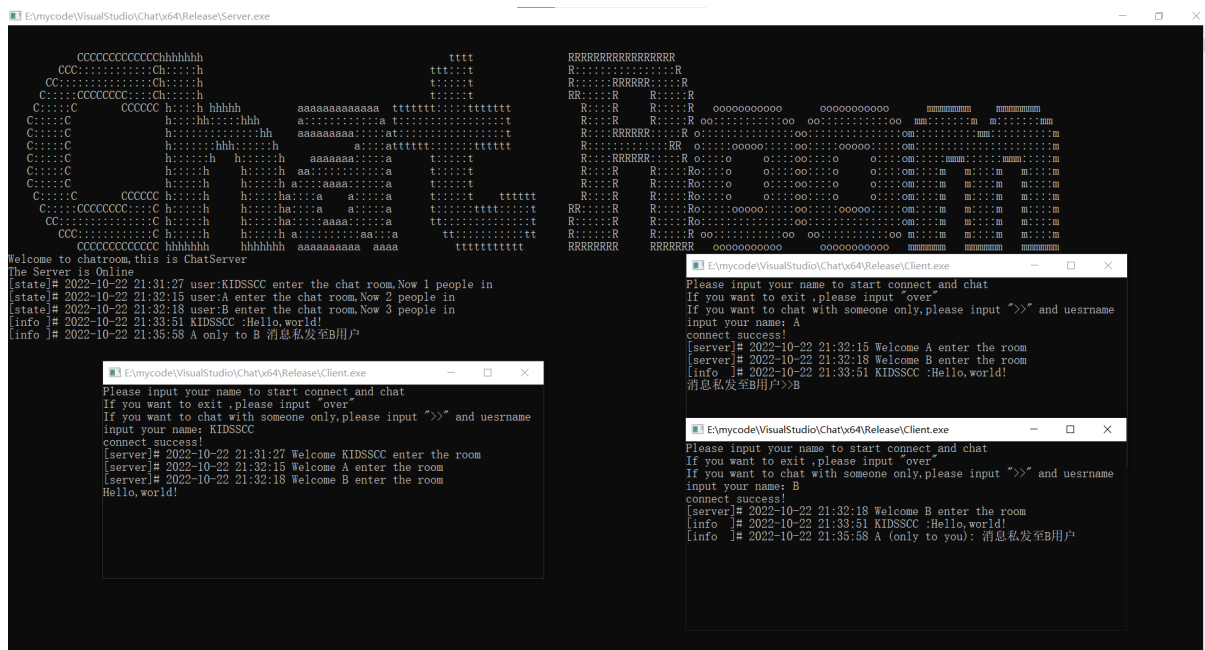 E:\mycode\VisualStudio\Chat\x64\Release\Server.exe
Chat Room
Welcome to chatroom,this is ChatServer
The Server is Online
[state]# 2022-10-22 21:31:27 user:KIDSSCC enter the chat room,Now 1 people in
[state]# 2022-10-22 21:32:15 user:A enter the chat room,Now 2 people in
[state]# 2022-10-22 21:32:18 user:B enter the chat room,Now 3 people in
[info ]# 2022-10-22 21:33:51 KIDSSCC :Hello,world!
[info ]# 2022-10-22 21:35:58 A only to B 消息私发至B用户
E:\mycode\VisualStudio\Chat\x64\Release\Client.exe
Please input your name to start connect and chat
If you want to exit ,please input "over"
If you want to chat with someone only,please input ">>" and uesrname
input your name: KIDSSCC
connect success!
[server]# 2022-10-22 21:31:27 Welcome KIDSSCC enter the room
[server]# 2022-10-22 21:32:15 Welcome A enter the room
[server]# 2022-10-22 21:32:18 Welcome B enter the room
Hello,world!
E:\mycode\VisualStudio\Chat\x64\Release\Client.exe
Please input your name to start connect and chat
If you want to exit ,please input "over"
If you want to chat with someone only,please input ">>" and uesrname
input your name: A
connect success!
[server]# 2022-10-22 21:32:15 Welcome A enter the room
[server]# 2022-10-22 21:32:18 Welcome B enter the room
[info  ]# 2022-10-22 21:33:51 KIDSSCC :Hello,world!
消息私发至B用户>>B
E:\mycode\VisualStudio\Chat\x64\Release\Client.exe
Please input your name to start connect and chat
If you want to exit ,please input "over"
If you want to chat with someone only,please input ">>" and uesrname
input your name: B
connect success!
[server]# 2022-10-22 21:32:18 Welcome B enter the room
[info  ]# 2022-10-22 21:33:51 KIDSSCC :Hello,world!
[info  ]# 2022-10-22 21:35:58 A (only to you): 消息私发至B用户